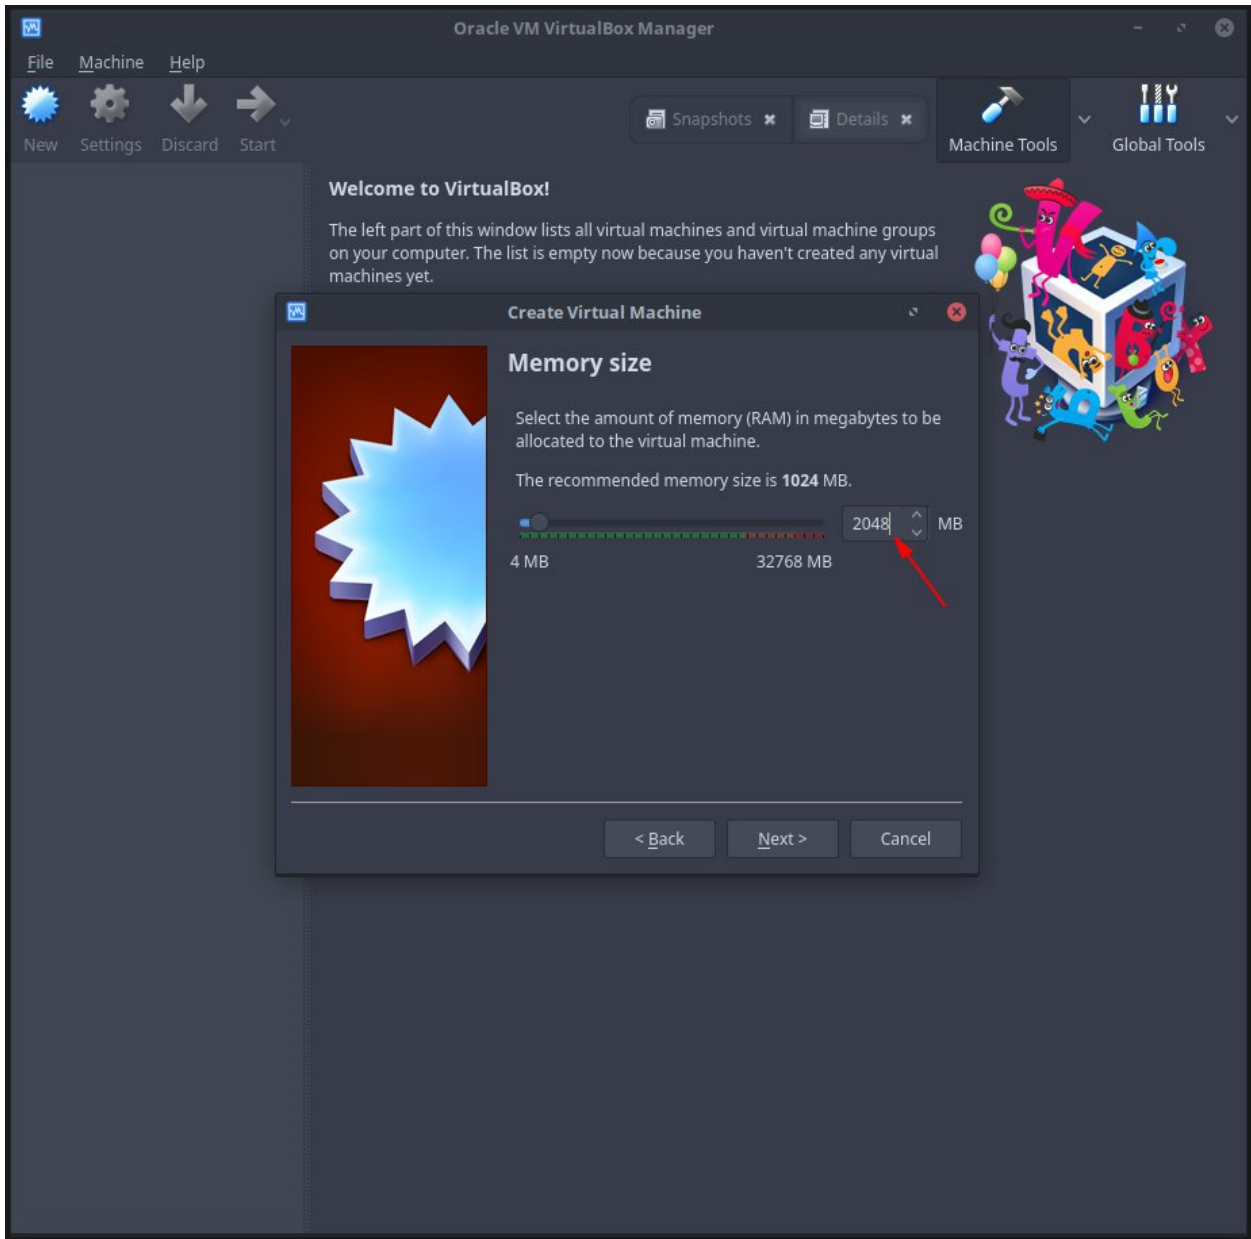 Oracle VM VirtualBox Manager
File Machine Help
New Settings Discard Start
Snapshots Details
Machine Tools Global Tools
Welcome to VirtualBox!
The left part of this window lists all virtual machines and virtual machine groups
on your computer. The list is empty now because you haven't created any virtual
machines yet.
Create Virtual Machine
Memory size
Select the amount of memory (RAM) in megabytes to be
allocated to the virtual machine.
The recommended memory size is 1024 MB.
2048 MB
4 MB 32768 MB
< Back Next > Cancel